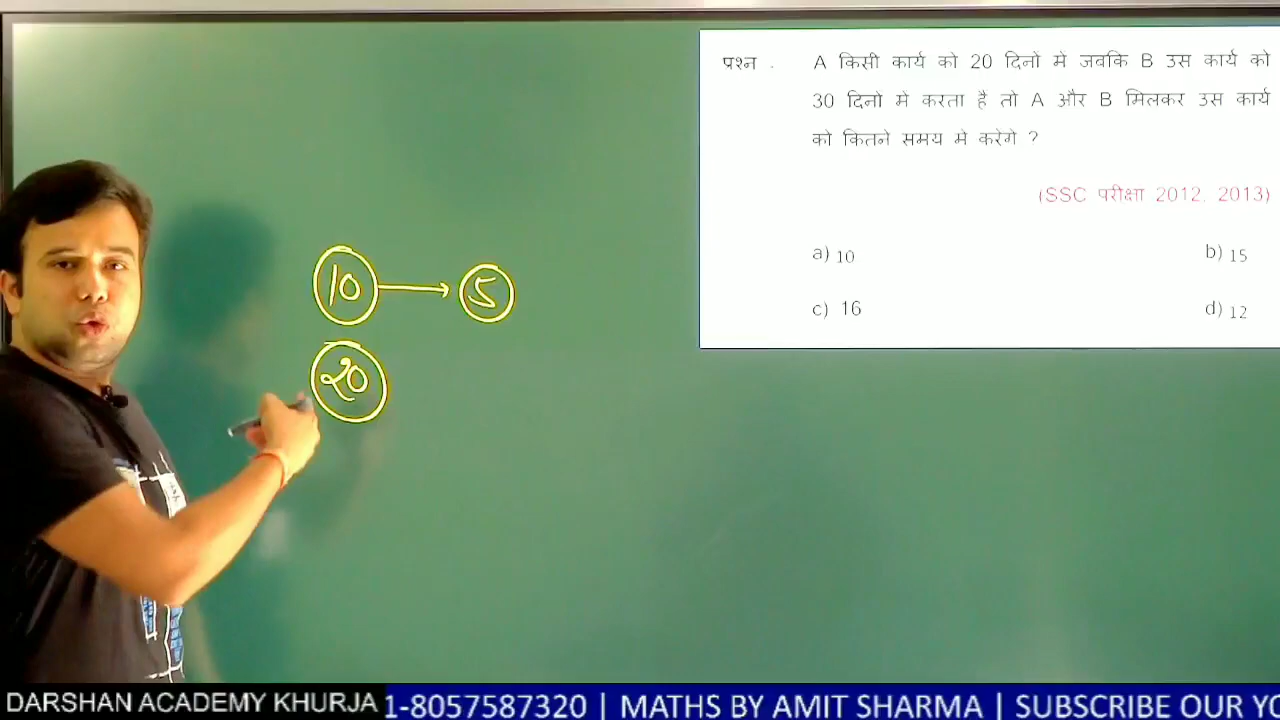 प्रश्न . A किसी कार्य को 20 दिनो मे जबकि B उस कार्य को
30 दिनो मे करता है तो A और B मिलकर उस कार्य
को कितने समय मे करेगे ?
(SSC परीक्षा 2012, 2013)
a) 10 b) 15
c) 16 d) 12
10 → 5
20
DARSHAN ACADEMY KHURJA 1-8057587320 | MATHS BY AMIT SHARMA | SUBSCRIBE OUR